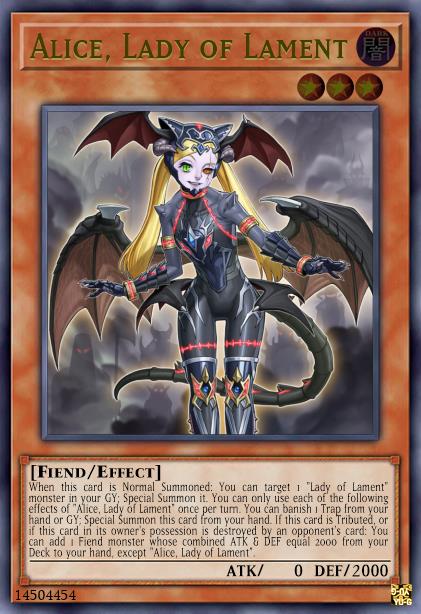 Alice, Lady of Lament
DARK
闇
[Fiend/Effect]
When this card is Normal Summoned: You can target 1 "Lady of Lament"
monster in your GY; Special Summon it. You can only use each of the following
effects of "Alice, Lady of Lament" once per turn. You can banish 1 Trap from your
hand or GY; Special Summon this card from your hand. If this card is Tributed, or
if this card in its owner's possession is destroyed by an opponent's card: You
can add 1 Fiend monster whose combined ATK & DEF equal 2000 from your
Deck to your hand, except "Alice, Lady of Lament".
ATK/ 0 DEF/2000
14504454